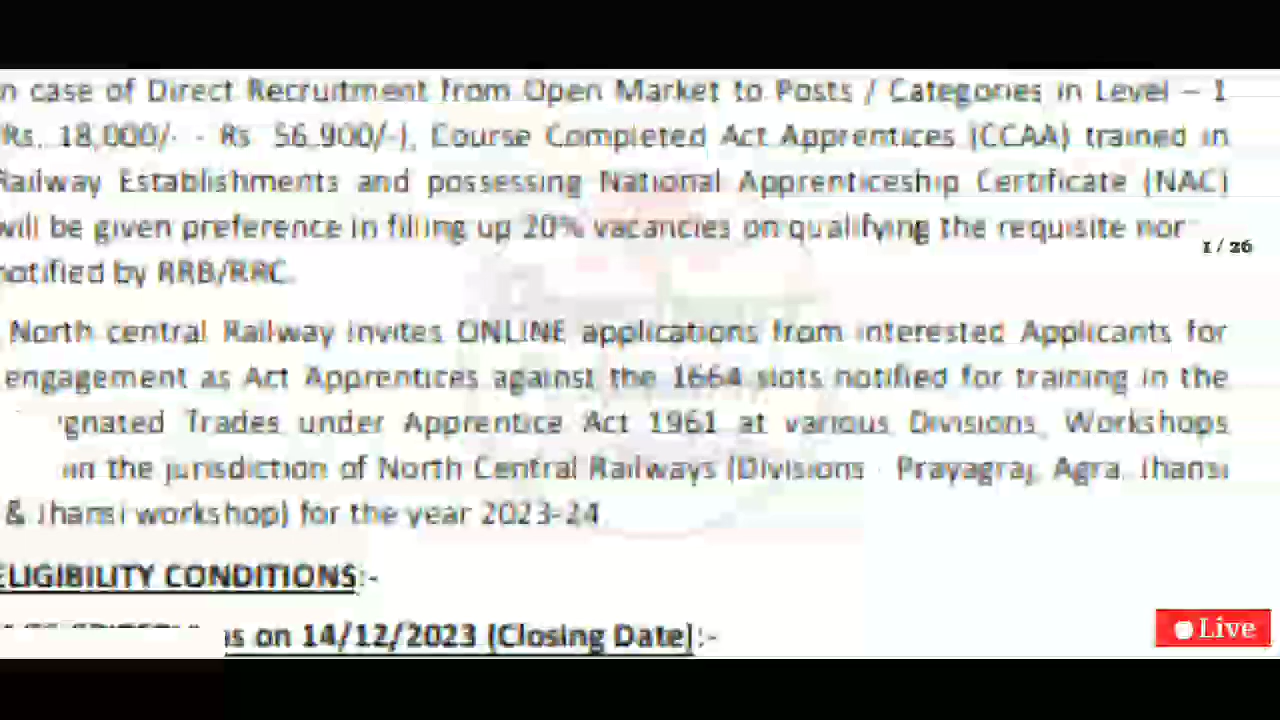 n case of Direct Recruitment from Open Market to Posts / Categories in Level – 1
Rs. 18,000/- - Rs. 56,900/-), Course Completed Act Apprentices (CCAA) trained in
Railway Establishments and possessing National Apprenticeship Certificate (NAC)
will be given preference in filling up 20% vacancies on qualifying the requisite nor
notified by RRB/RRC.
1 / 26
North central Railway invites ONLINE applications from interested Applicants for
engagement as Act Apprentices against the 1664 slots notified for training in the
gnated Trades under Apprentice Act 1961 at various Divisions, Workshops
in the jurisdiction of North Central Railways (Divisions - Prayagraj, Agra, Jhansi
& Jhansi workshop) for the year 2023-24
ELIGIBILITY CONDITIONS:-
as on 14/12/2023 (Closing Date):-
Live